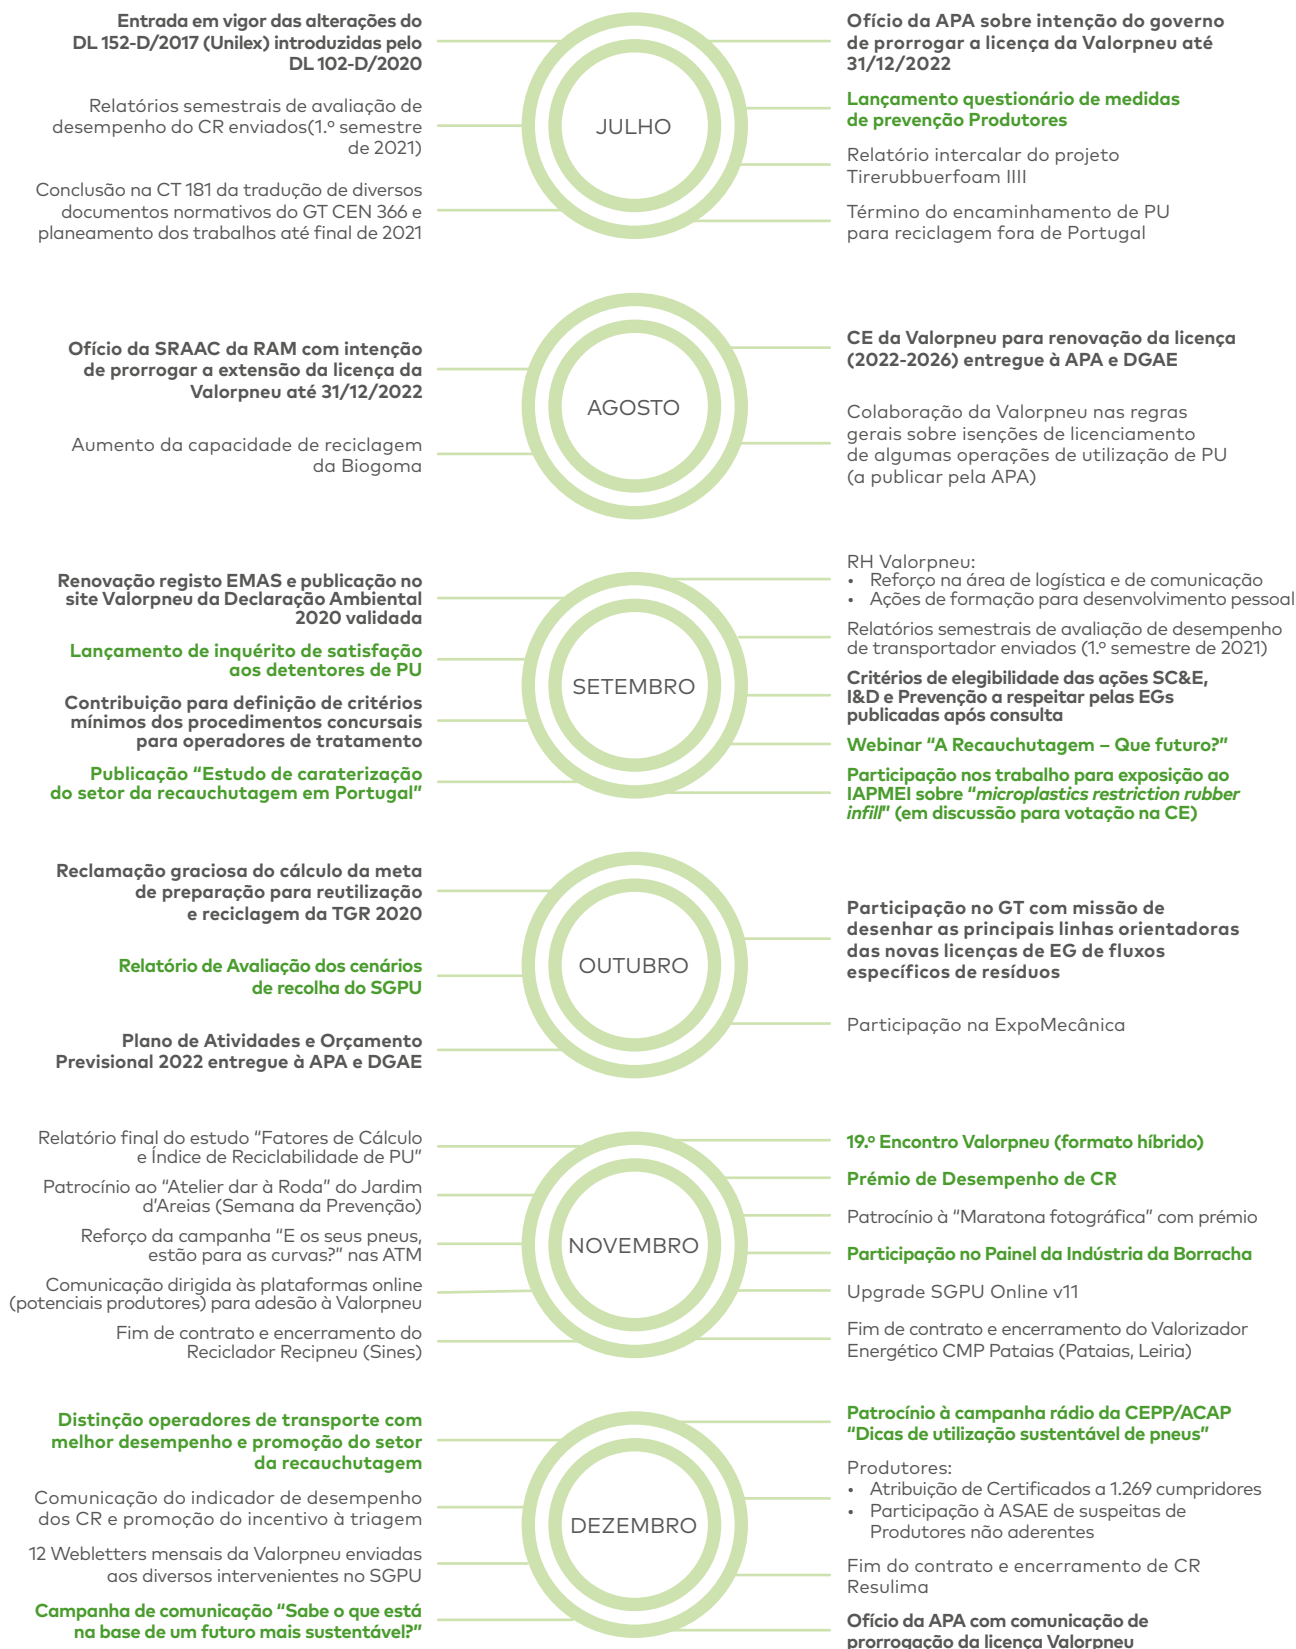 Entrada em vigor das alterações do
DL 152-D/2017 (Unilex) introduzidas pelo
DL 102-D/2020
Relatórios semestrais de avaliação de
desempenho do CR enviados(1.º semestre
de 2021)
Conclusão na CT 181 da tradução de diversos
documentos normativos do GT CEN 366 e
planeamento dos trabalhos até final de 2021
JULHO
Ofício da APA sobre intenção do governo
de prorrogar a licença da Valorpneu até
31/12/2022
Lançamento questionário de medidas
de prevenção Produtores
Relatório intercalar do projeto
Tirerubbuerfoam IIII
Término do encaminhamento de PU
para reciclagem fora de Portugal
Ofício da SRAAC da RAM com intenção
de prorrogar a extensão da licença da
Valorpneu até 31/12/2022
Aumento da capacidade de reciclagem
da Biogoma
AGOSTO
CE da Valorpneu para renovação da licença
(2022-2026) entregue à APA e DGAE
Colaboração da Valorpneu nas regras
gerais sobre isenções de licenciamento
de algumas operações de utilização de PU
(a publicar pela APA)
Renovação registo EMAS e publicação no
site Valorpneu da Declaração Ambiental
2020 validada
Lançamento de inquérito de satisfação
aos detentores de PU
Contribuição para definição de critérios
mínimos dos procedimentos concursais
para operadores de tratamento
Publicação “Estudo de caraterização
do setor da recauchutagem em Portugal”
SETEMBRO
RH Valorpneu:
• Reforço na área de logística e de comunicação
• Ações de formação para desenvolvimento pessoal
Relatórios semestrais de avaliação de desempenho
de transportador enviados (1.º semestre de 2021)
Critérios de elegibilidade das ações SC&E,
I&D e Prevenção a respeitar pelas EGs
publicadas após consulta
Webinar “A Recauchutagem – Que futuro?”
Participação nos trabalho para exposição ao
IAPMEI sobre “microplastics restriction rubber
infill” (em discussão para votação na CE)
Reclamação graciosa do cálculo da meta
de preparação para reutilização
e reciclagem da TGR 2020
Relatório de Avaliação dos cenários
de recolha do SGPU
Plano de Atividades e Orçamento
Previsional 2022 entregue à APA e DGAE
OUTUBRO
Participação no GT com missão de
desenhar as principais linhas orientadoras
das novas licenças de EG de fluxos
específicos de resíduos
Participação na ExpoMecânica
Relatório final do estudo “Fatores de Cálculo
e Índice de Reciclabilidade de PU”
Patrocínio ao “Atelier dar à Roda” do Jardim
d’Areias (Semana da Prevenção)
Reforço da campanha “E os seus pneus,
estão para as curvas?” nas ATM
Comunicação dirigida às plataformas online
(potenciais produtores) para adesão à Valorpneu
Fim de contrato e encerramento do
Reciclador Recipneu (Sines)
NOVEMBRO
19.º Encontro Valorpneu (formato híbrido)
Prémio de Desempenho de CR
Patrocínio à “Maratona fotográfica” com prémio
Participação no Painel da Indústria da Borracha
Upgrade SGPU Online v11
Fim de contrato e encerramento do Valorizador
Energético CMP Pataias (Pataias, Leiria)
Distinção operadores de transporte com
melhor desempenho e promoção do setor
da recauchutagem
Comunicação do indicador de desempenho
dos CR e promoção do incentivo à triagem
12 Webletters mensais da Valorpneu enviadas
aos diversos intervenientes no SGPU
Campanha de comunicação “Sabe o que está
na base de um futuro mais sustentável?”
DEZEMBRO
Patrocínio à campanha rádio da CEPP/ACAP
“Dicas de utilização sustentável de pneus”
Produtores:
• Atribuição de Certificados a 1.269 cumpridores
• Participação à ASAE de suspeitas de
Produtores não aderentes
Fim do contrato e encerramento de CR
Resulima
Ofício da APA com comunicação de
prorrogação da licença Valorpneu